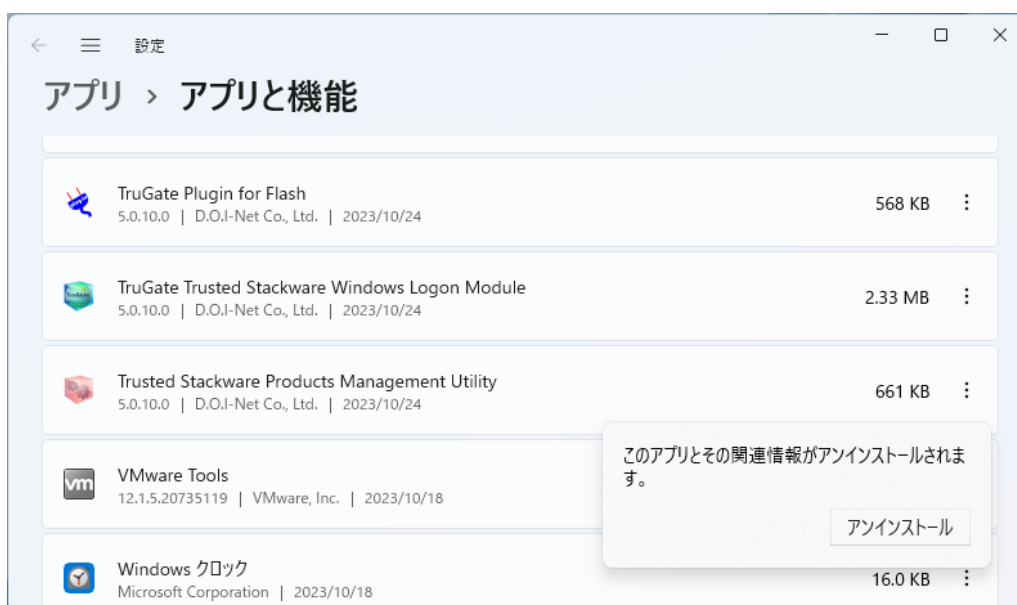 設定
アプリ › アプリと機能
TruGate Plugin for Flash
5.0.10.0 | D.O.I-Net Co., Ltd. | 2023/10/24
568 KB
TruGate Trusted Stackware Windows Logon Module
5.0.10.0 | D.O.I-Net Co., Ltd. | 2023/10/24
2.33 MB
Trusted Stackware Products Management Utility
5.0.10.0 | D.O.I-Net Co., Ltd. | 2023/10/24
661 KB
このアプリとその関連情報がアンインストールされま
す。
アンインストール
vm
VMware Tools
12.1.5.20735119 | VMware, Inc. | 2023/10/18
Windows クロック
Microsoft Corporation | 2023/10/18
16.0 KB